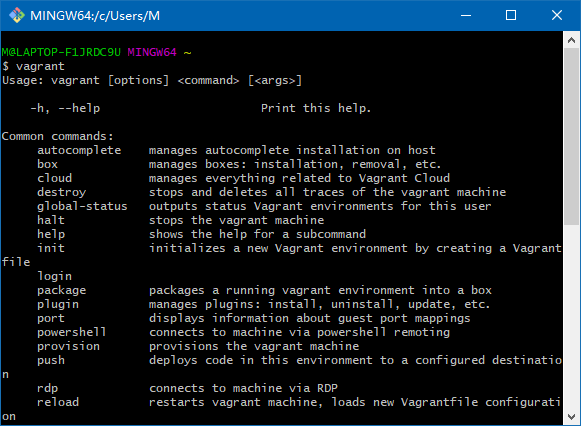 MINGW64:/c/Users/M
M@LAPTOP-F1JRDC9U MINGW64 ~
$ vagrant
Usage: vagrant [options] <command> [<args>]
-h, --help Print this help.
Common commands:
autocomplete manages autocomplete installation on host
box manages boxes: installation, removal, etc.
cloud manages everything related to Vagrant Cloud
destroy stops and deletes all traces of the vagrant machine
global-status outputs status Vagrant environments for this user
halt stops the vagrant machine
help shows the help for a subcommand
init initializes a new Vagrant environment by creating a Vagrant
file
login
package packages a running vagrant environment into a box
plugin manages plugins: install, uninstall, update, etc.
port displays information about guest port mappings
powershell connects to machine via powershell remoting
provision provisions the vagrant machine
push deploys code in this environment to a configured destinatio
n
rdp connects to machine via RDP
reload restarts vagrant machine, loads new Vagrantfile configurati
on